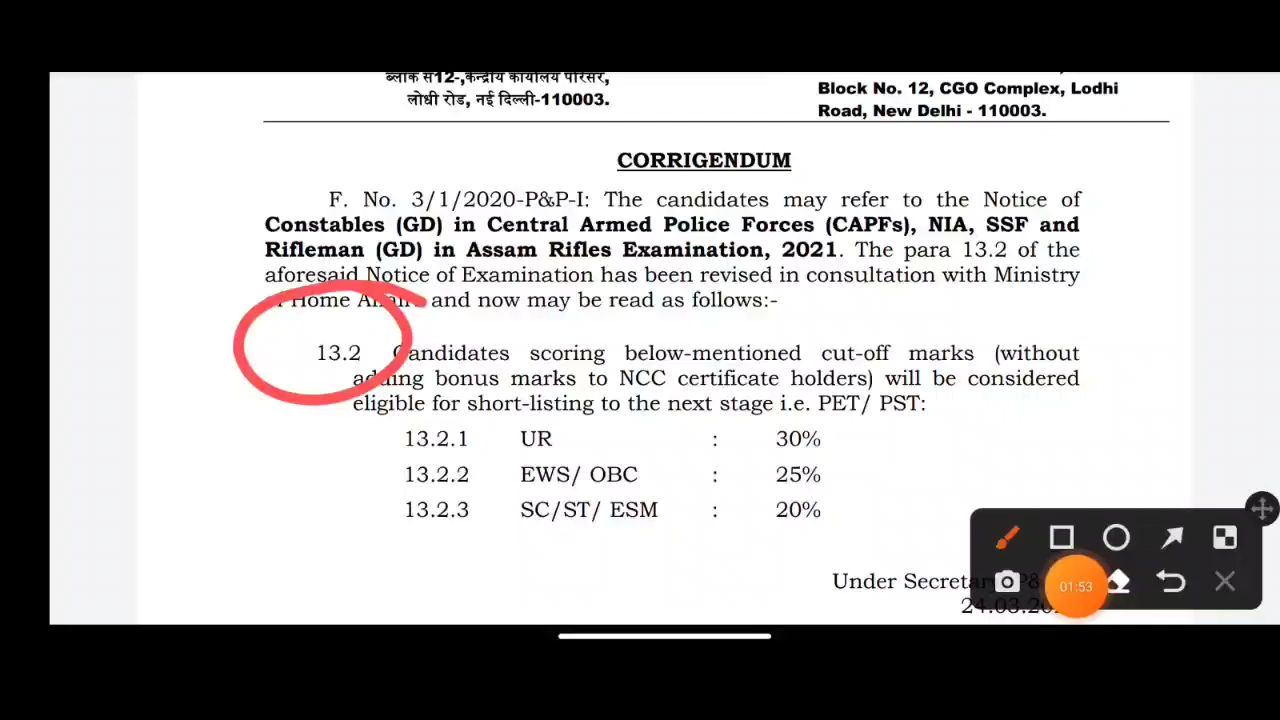 ब्लाक स12-,केन्द्रीय कार्यालय परिसर,
लोधी रोड, नई दिल्ली-110003.
Block No. 12, CGO Complex, Lodhi
Road, New Delhi - 110003.
CORRIGENDUM
F. No. 3/1/2020-P&P-I: The candidates may refer to the Notice of
Constables (GD) in Central Armed Police Forces (CAPFs), NIA, SSF and
Rifleman (GD) in Assam Rifles Examination, 2021. The para 13.2 of the
aforesaid Notice of Examination has been revised in consultation with Ministry
of Home Affairs and now may be read as follows:-
13.2 Candidates scoring below-mentioned cut-off marks (without
adding bonus marks to NCC certificate holders) will be considered
eligible for short-listing to the next stage i.e. PET/ PST:
13.2.1 UR : 30%
13.2.2 EWS/ OBC : 25%
13.2.3 SC/ST/ ESM : 20%
Under Secretary
24.03.
01:53